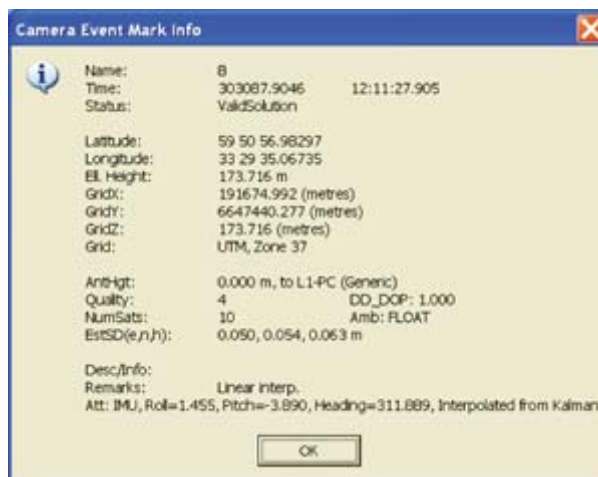 Camera Event Mark Info
Name: 8
Time: 303087.9046 12:11:27.905
Status: ValidSolution
Latitude: 59 50 56.98297
Longitude: 33 29 35.06735
Ell. Height: 173.716 m
GridX: 191674.992 (metres)
GridY: 6647440.277 (metres)
GridZ: 173.716 (metres)
Grid: UTM, Zone 37
AntHgt: 0.000 m, to L1-PC (Generic)
Quality: 4 DD_DOP: 1.000
NumSats: 10 Amb: FLOAT
EstSD(e,n,h): 0.050, 0.054, 0.063 m
Desc/Info:
Remarks: Linear interp.
Att: IMU, Roll=1.455, Pitch=-3.890, Heading=311.889, Interpolated from Kalman
OK